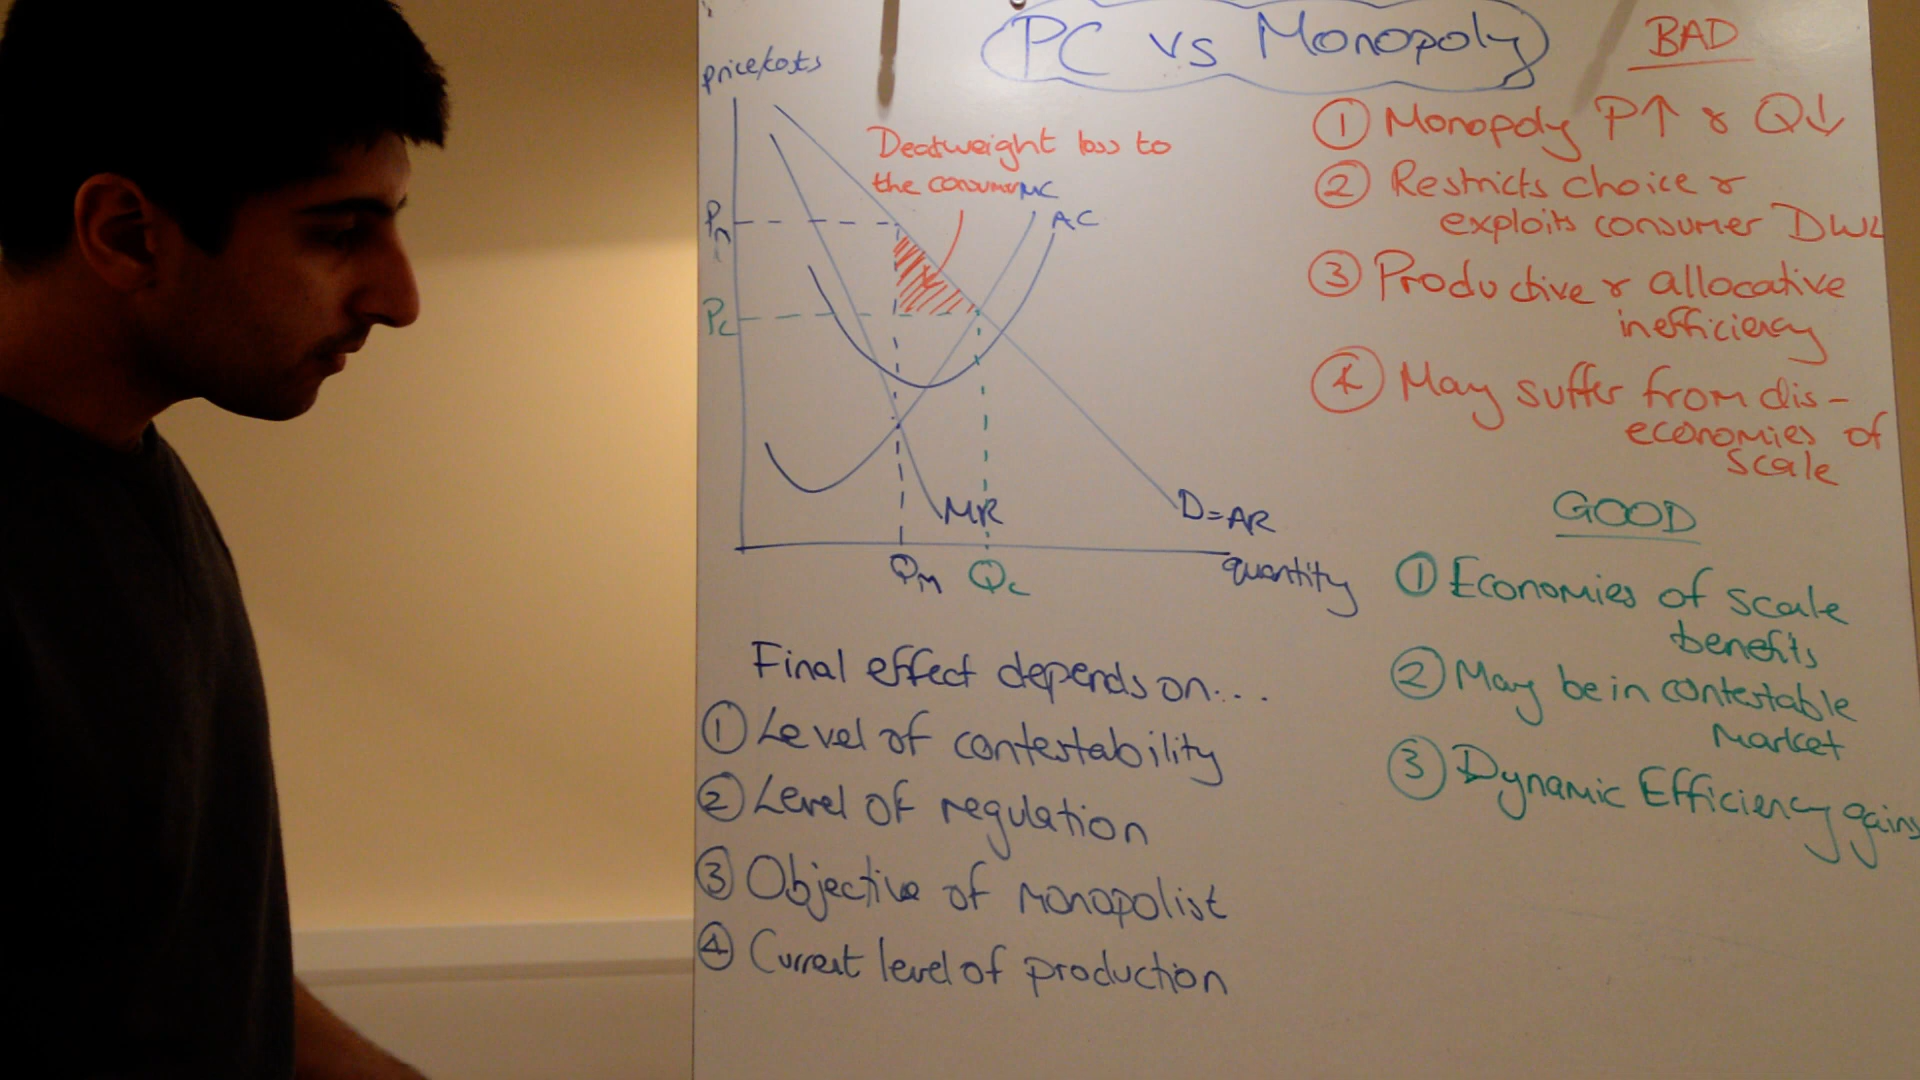 PC vs Monopoly
price/costs
Deadweight loss to
the consumer
MC
AC
Pm
Pc
MR
D=AR
Qm
Qc
quantity
BAD
① Monopoly P↑ & Q↓
② Restricts choice &
exploits consumer DWL
③ Productive & allocative
inefficiency
④ May suffer from dis-
economies of
scale
GOOD
① Economies of scale
benefits
② May be in contestable
market
③ Dynamic Efficiency gains
Final effect depends on...
① Level of contestability
② Level of regulation
③ Objective of monopolist
④ Current level of production